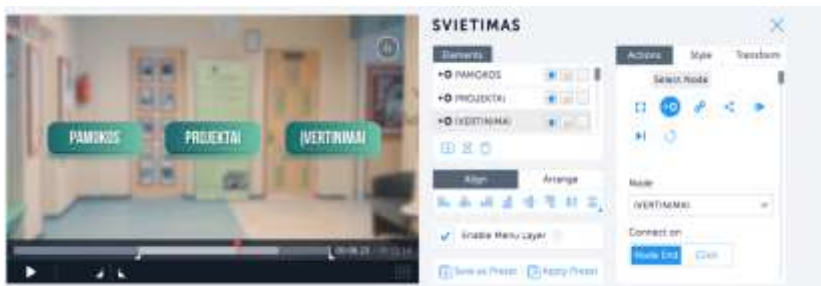 SVIETIMAS
Elements
PAMOKOS
PROJEKTAI
ĮVERTINIMAI
Align
Arrange
Enable Menu Layer
Save as Preset
Apply Preset
Actions
Style
Transform
Select Node
Node
ĮVERTINIMAI
Connect on
Node End
Click
PAMOKOS
PROJEKTAI
ĮVERTINIMAI